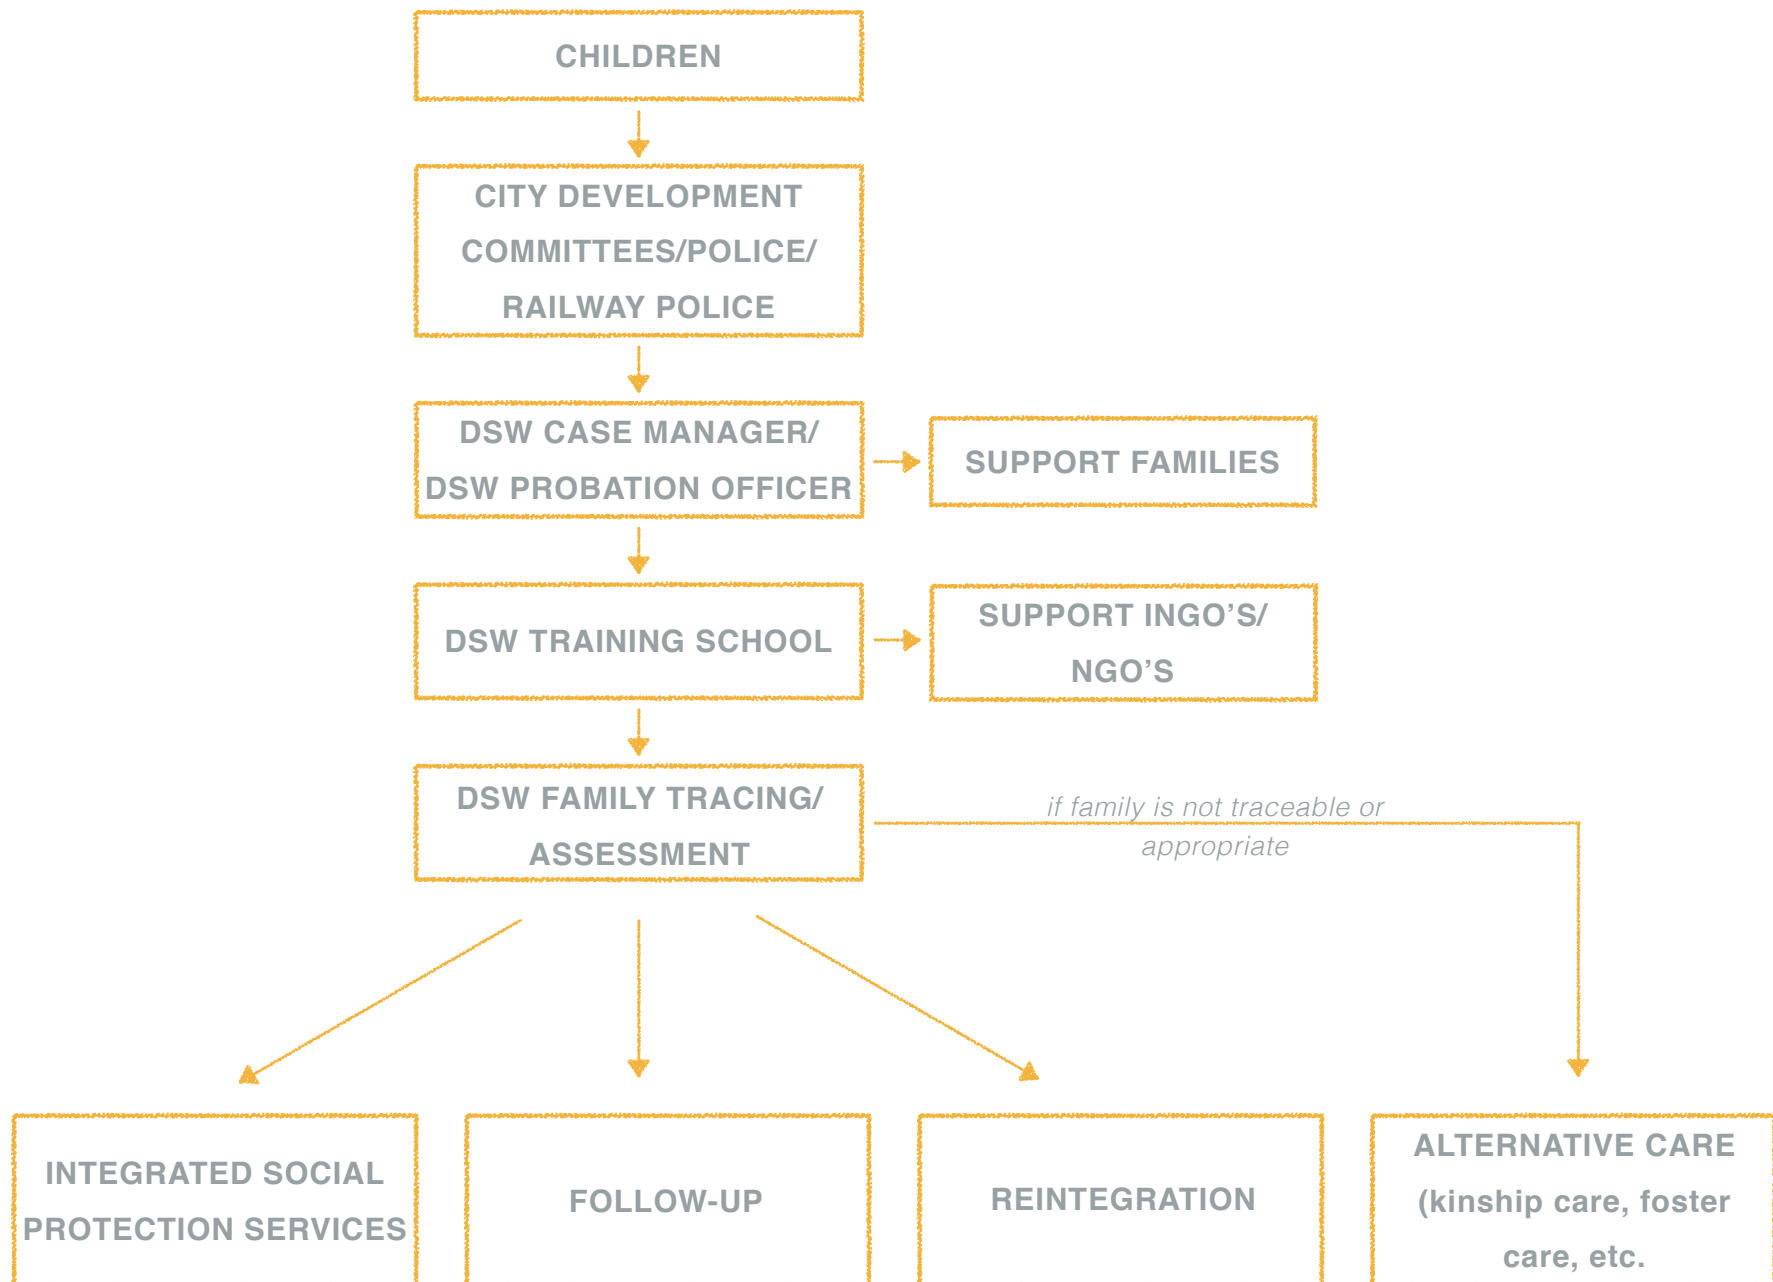 CHILDREN
CITY DEVELOPMENT
COMMITTEES/POLICE/
RAILWAY POLICE
DSW CASE MANAGER/
DSW PROBATION OFFICER
SUPPORT FAMILIES
DSW TRAINING SCHOOL
SUPPORT INGO’S/
NGO’S
DSW FAMILY TRACING/
ASSESSMENT
if family is not traceable or
appropriate
INTEGRATED SOCIAL
PROTECTION SERVICES
FOLLOW-UP
REINTEGRATION
ALTERNATIVE CARE
(kinship care, foster
care, etc.